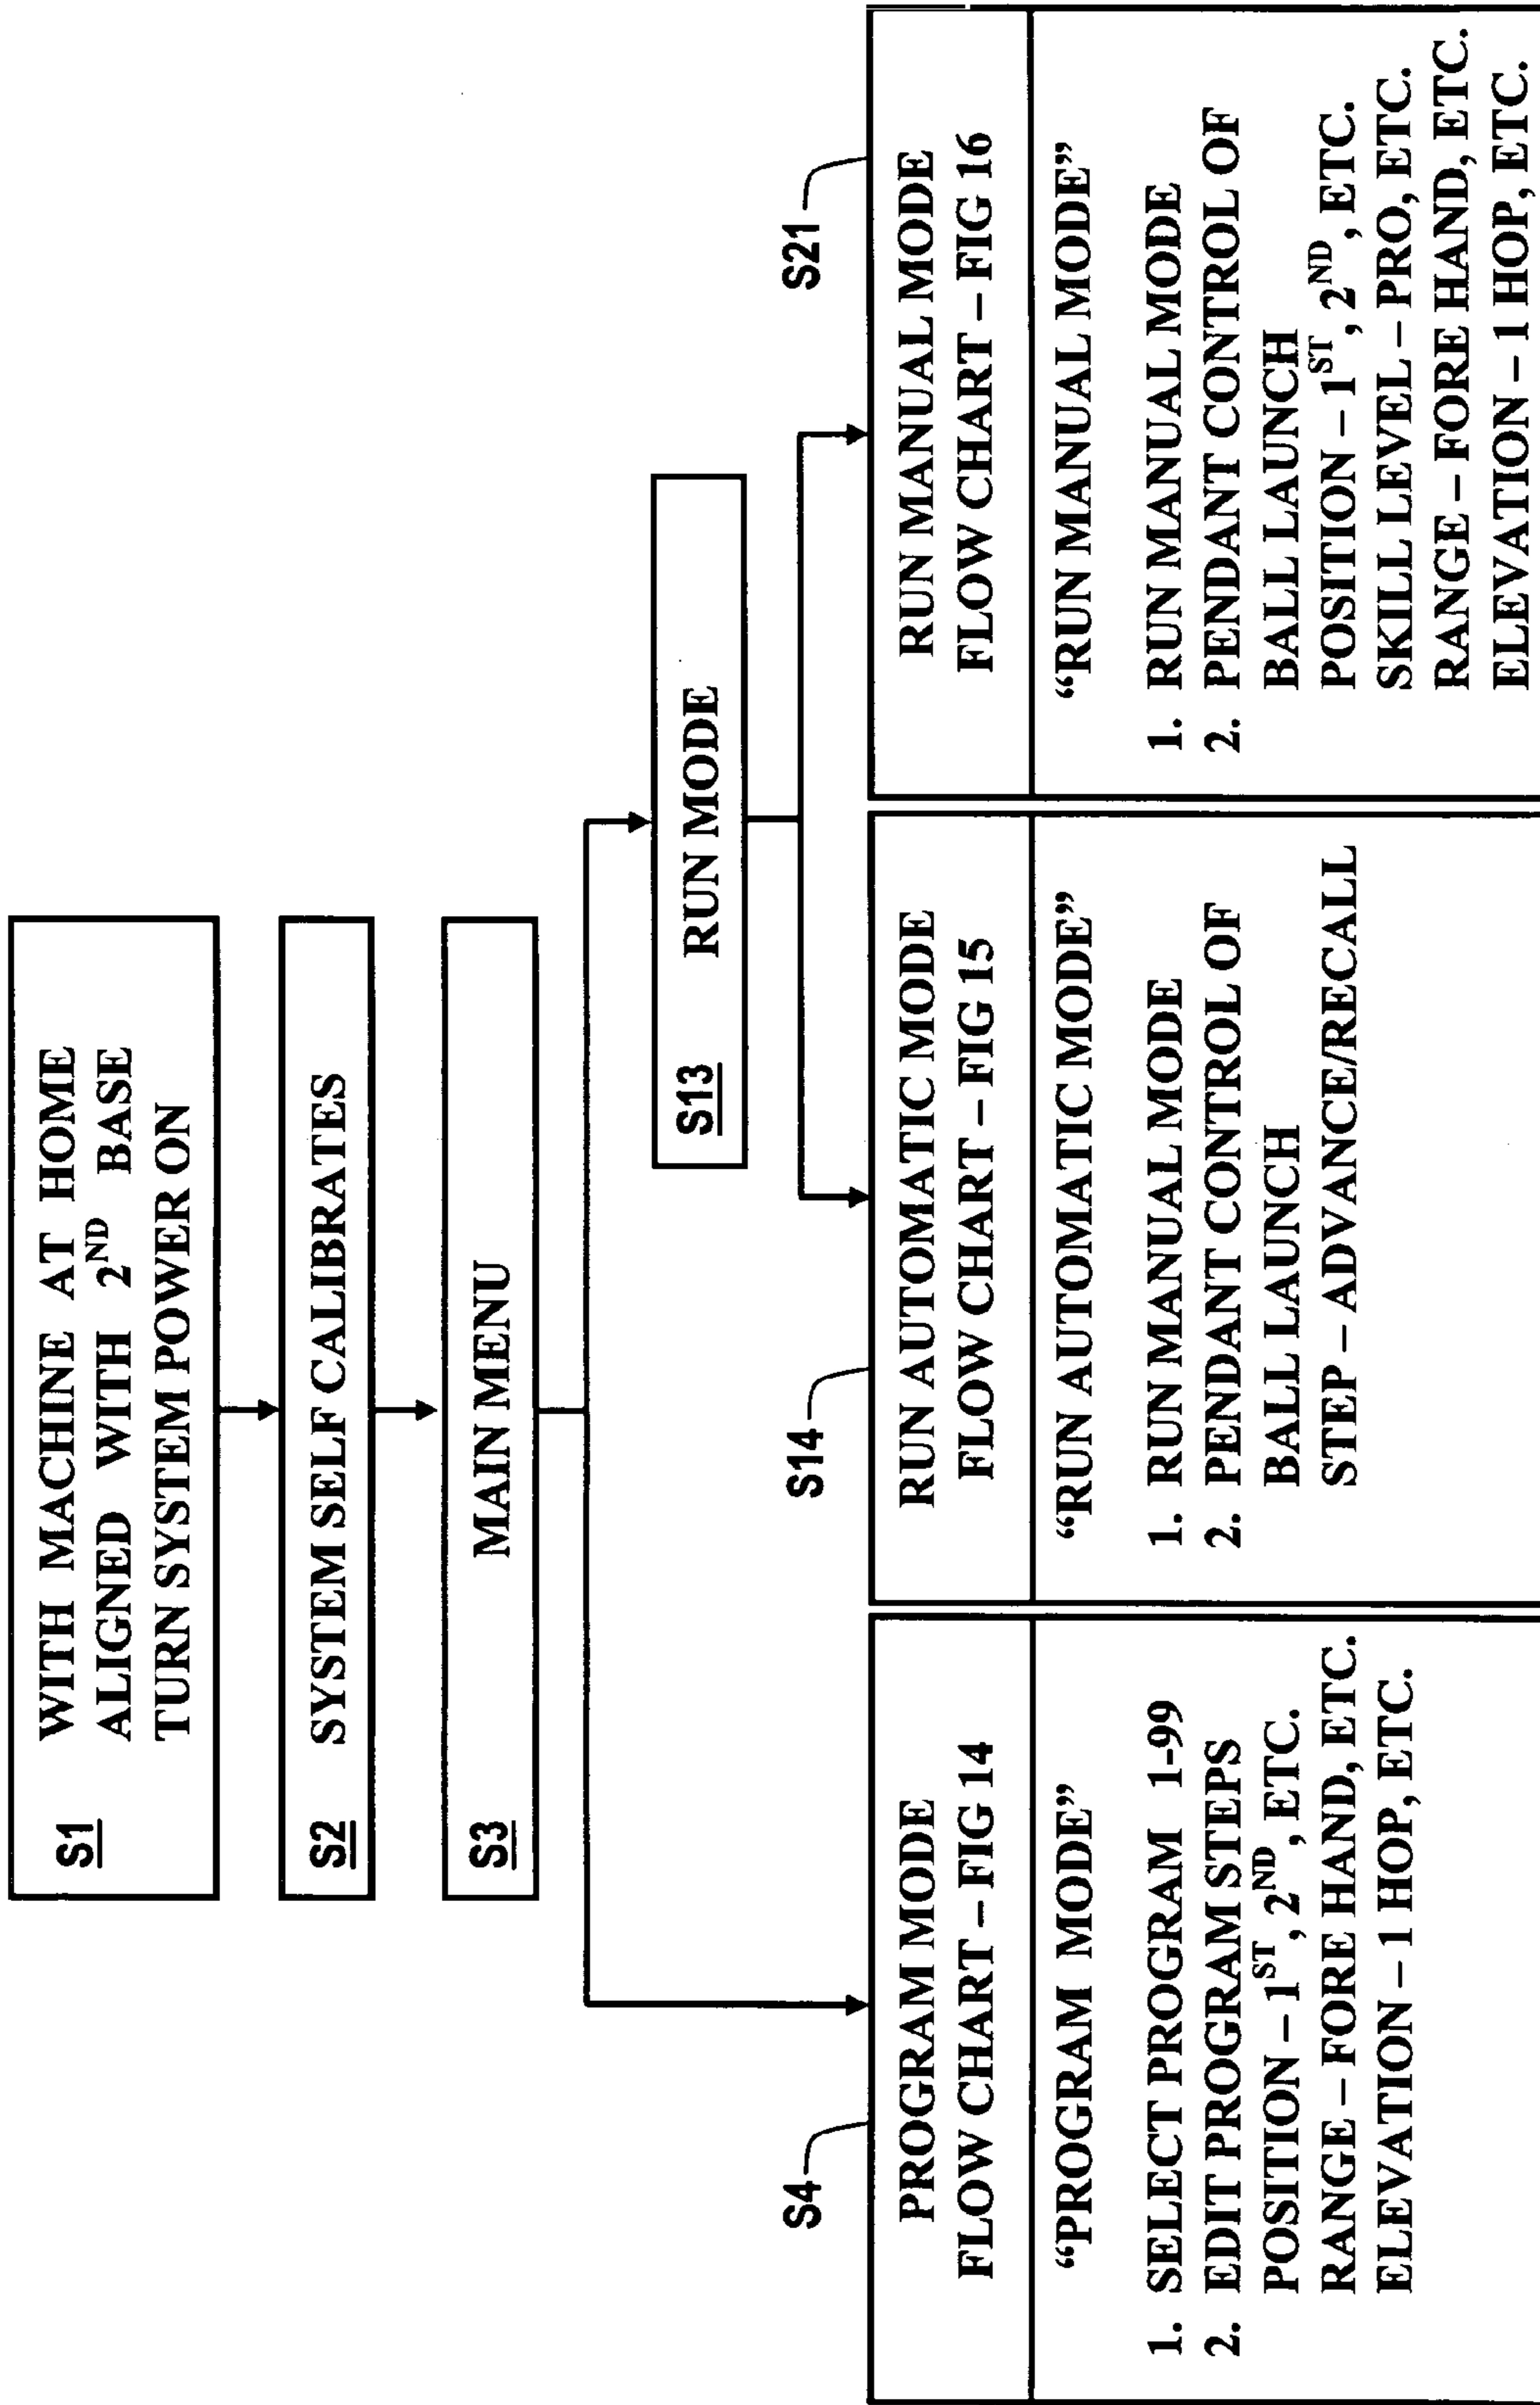 S1
WITH MACHINE AT HOME
ALIGNED WITH 2ND BASE
TURN SYSTEM POWER ON
S2 SYSTEM SELF CALIBRATES
S3 MAIN MENU
S13 RUN MODE
S4
PROGRAM MODE
FLOW CHART – FIG 14
“PROGRAM MODE”
1. SELECT PROGRAM 1-99
2. EDIT PROGRAM STEPS
POSITION – 1ST, 2ND, ETC.
RANGE – FORE HAND, ETC.
ELEVATION – 1 HOP, ETC.
S14
RUN AUTOMATIC MODE
FLOW CHART – FIG 15
“RUN AUTOMATIC MODE”
1. RUN MANUAL MODE
2. PENDANT CONTROL OF
BALL LAUNCH
STEP – ADVANCE/RECALL
S21
RUN MANUAL MODE
FLOW CHART – FIG 16
“RUN MANUAL MODE”
1. RUN MANUAL MODE
2. PENDANT CONTROL OF
BALL LAUNCH
POSITION – 1ST, 2ND, ETC.
SKILL LEVEL – PRO, ETC.
RANGE – FORE HAND, ETC.
ELEVATION – 1 HOP, ETC.